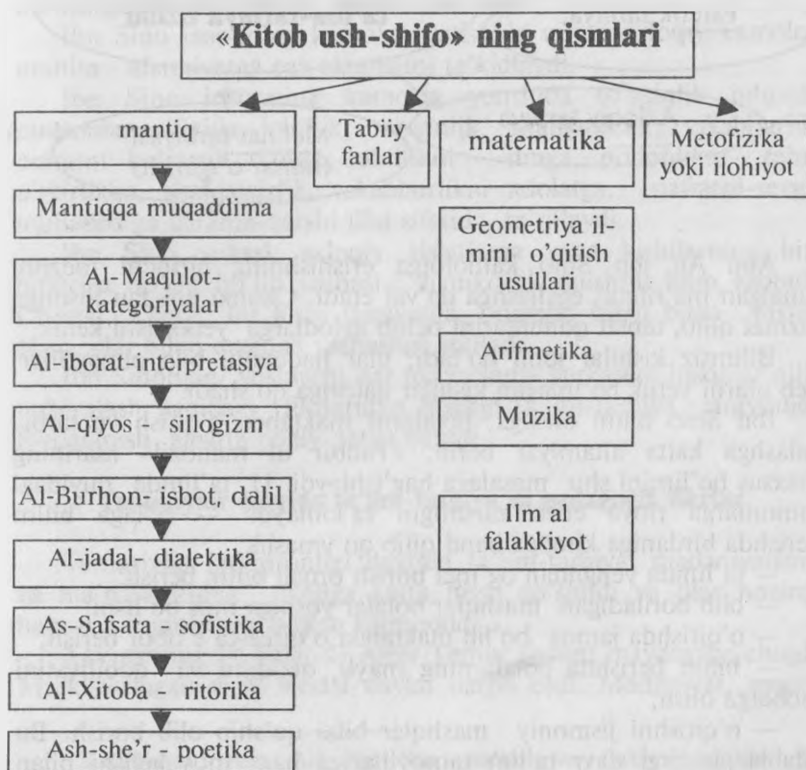 «Kitob ush-shifo» ning qismlari
mantiq
Tabiiy
fanlar
matematika
Metofizika
yoki ilohiyot
Mantiqqa muqaddima
Al-Maqulot-
kategoriyalar
Al-iborat-interpretasiya
Al-qiyos - sillogizm
Al-Burhon- isbot, dalil
Al-jadal- dialektika
As-Safsata - sofistika
Al-Xitoba - ritorika
Ash-she'r - poetika
Geometriya il-
mini o'qitish
usullari
Arifmetika
Muzika
Ilm al
falakkiyot